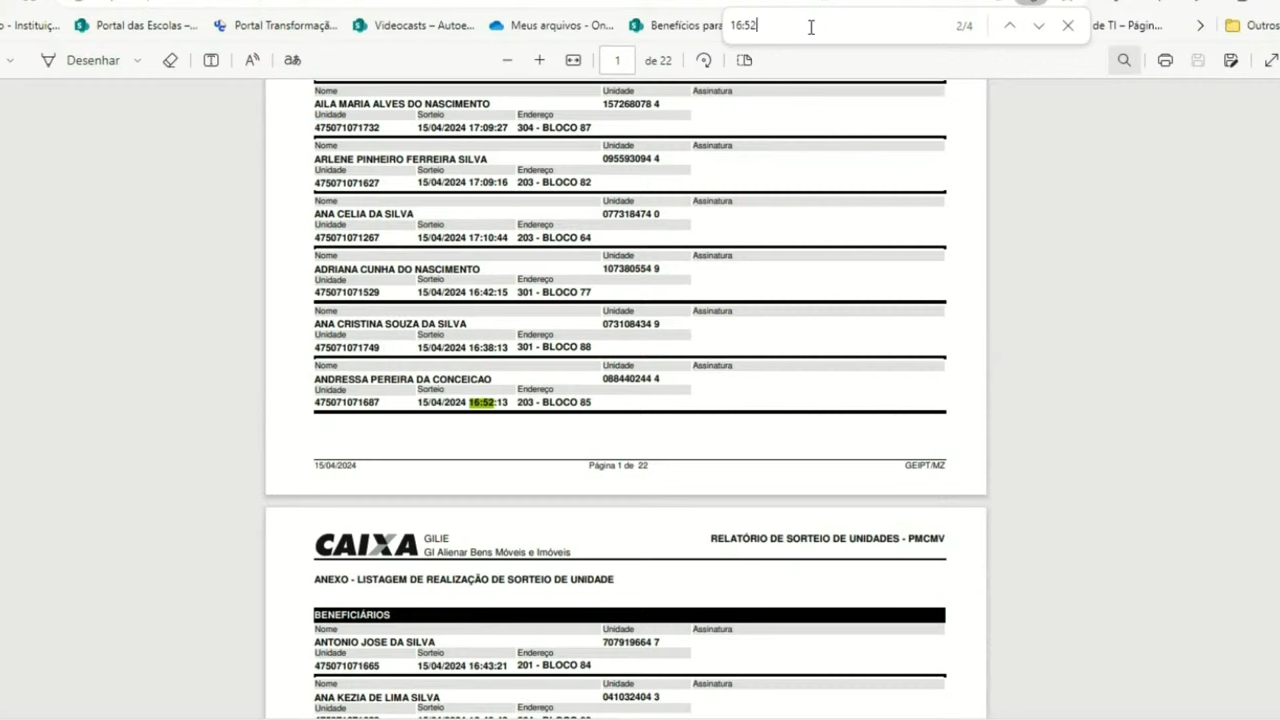 o - Instituiç... Portal das Escolas –... Portal Transformaçã... Videocasts – Autoe... Meus arquivos - On... Benefícios para 16:52 2/4 de TI – Págin... Outros
Desenhar 1 de 22
Nome Unidade Assinatura
AILA MARIA ALVES DO NASCIMENTO 157268078 4
Unidade Sorteio Endereço
475071071732 15/04/2024 17:09:27 304 - BLOCO 87
Nome Unidade Assinatura
ARLENE PINHEIRO FERREIRA SILVA 095593094 4
Unidade Sorteio Endereço
475071071627 15/04/2024 17:09:16 203 - BLOCO 82
Nome Unidade Assinatura
ANA CELIA DA SILVA 077318474 0
Unidade Sorteio Endereço
475071071267 15/04/2024 17:10:44 203 - BLOCO 64
Nome Unidade Assinatura
ADRIANA CUNHA DO NASCIMENTO 107380554 9
Unidade Sorteio Endereço
475071071529 15/04/2024 16:42:15 301 - BLOCO 77
Nome Unidade Assinatura
ANA CRISTINA SOUZA DA SILVA 073108434 9
Unidade Sorteio Endereço
475071071749 15/04/2024 16:38:13 301 - BLOCO 88
Nome Unidade Assinatura
ANDRESSA PEREIRA DA CONCEICAO 088440244 4
Unidade Sorteio Endereço
475071071687 15/04/2024 16:52:13 203 - BLOCO 85
15/04/2024 Página 1 de 22 GEIPT/MZ
CAIXA GILIE RELATÓRIO DE SORTEIO DE UNIDADES - PMCMV
GI Alienar Bens Móveis e Imóveis
ANEXO - LISTAGEM DE REALIZAÇÃO DE SORTEIO DE UNIDADE
BENEFICIÁRIOS
Nome Unidade Assinatura
ANTONIO JOSE DA SILVA 707919664 7
Unidade Sorteio Endereço
475071071665 15/04/2024 16:43:21 201 - BLOCO 84
Nome Unidade Assinatura
ANA KEZIA DE LIMA SILVA 041032404 3
Unidade Sorteio Endereço